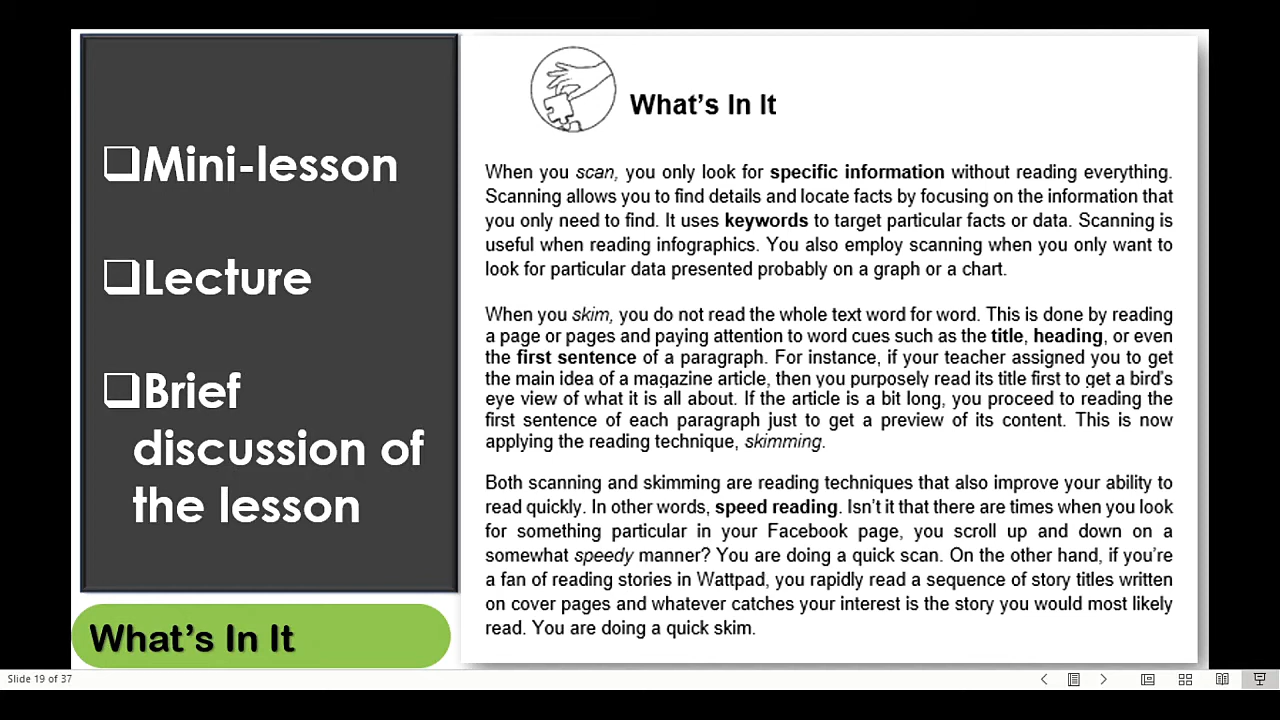 Mini-lesson
Lecture
Brief
discussion of
the lesson
What's In It
What's In It
When you scan, you only look for specific information without reading everything.
Scanning allows you to find details and locate facts by focusing on the information that
you only need to find. It uses keywords to target particular facts or data. Scanning is
useful when reading infographics. You also employ scanning when you only want to
look for particular data presented probably on a graph or a chart.
When you skim, you do not read the whole text word for word. This is done by reading
a page or pages and paying attention to word cues such as the title, heading, or even
the first sentence of a paragraph. For instance, if your teacher assigned you to get
the main idea of a magazine article, then you purposely read its title first to get a bird's
eye view of what it is all about. If the article is a bit long, you proceed to reading the
first sentence of each paragraph just to get a preview of its content. This is now
applying the reading technique, skimming.
Both scanning and skimming are reading techniques that also improve your ability to
read quickly. In other words, speed reading. Isn't it that there are times when you look
for something particular in your Facebook page, you scroll up and down on a
somewhat speedy manner? You are doing a quick scan. On the other hand, if you're
a fan of reading stories in Wattpad, you rapidly read a sequence of story titles written
on cover pages and whatever catches your interest is the story you would most likely
read. You are doing a quick skim.
Slide 19 of 37